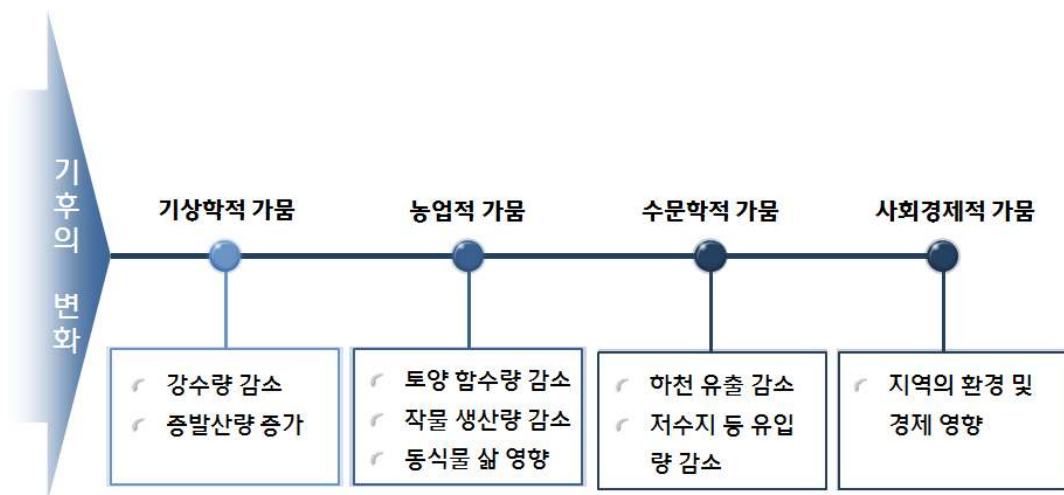 기후의 변화
기상학적 가뭄
농업적 가뭄
수문학적 가뭄
사회경제적 가뭄
강수량 감소
증발산량 증가
토양 함수량 감소
작물 생산량 감소
동식물 삶 영향
하천 유출 감소
저수지 등 유입
량 감소
지역의 환경 및
경제 영향